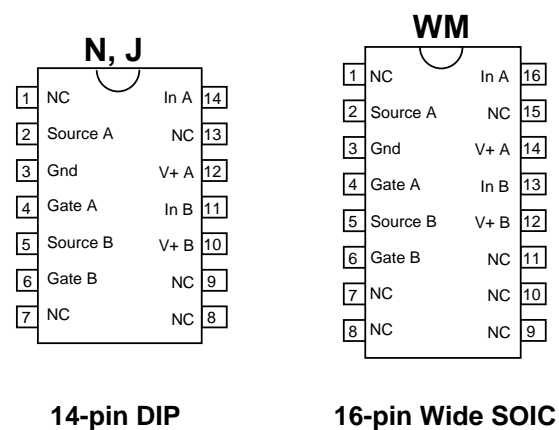 N, J
1 NC In A 14
2 Source A NC 13
3 Gnd V+ A 12
4 Gate A In B 11
5 Source B V+ B 10
6 Gate B NC 9
7 NC NC 8
14-pin DIP
WM
1 NC In A 16
2 Source A NC 15
3 Gnd V+ A 14
4 Gate A In B 13
5 Source B V+ B 12
6 Gate B NC 11
7 NC NC 10
8 NC NC 9
16-pin Wide SOIC